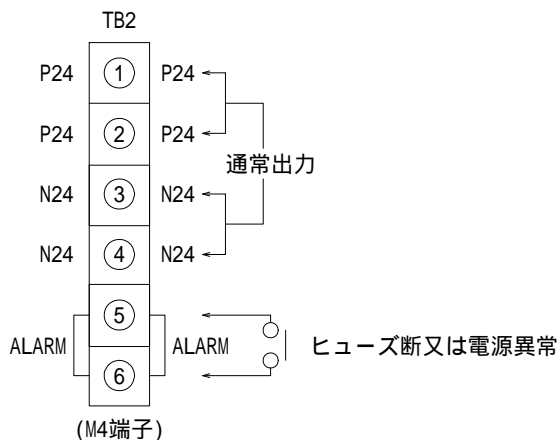 TB2
P24 ① P24
P24 ② P24
通常出力
N24 ③ N24
N24 ④ N24
⑤
ALARM ALARM ヒューズ断又は電源異常
⑥
(M4端子)